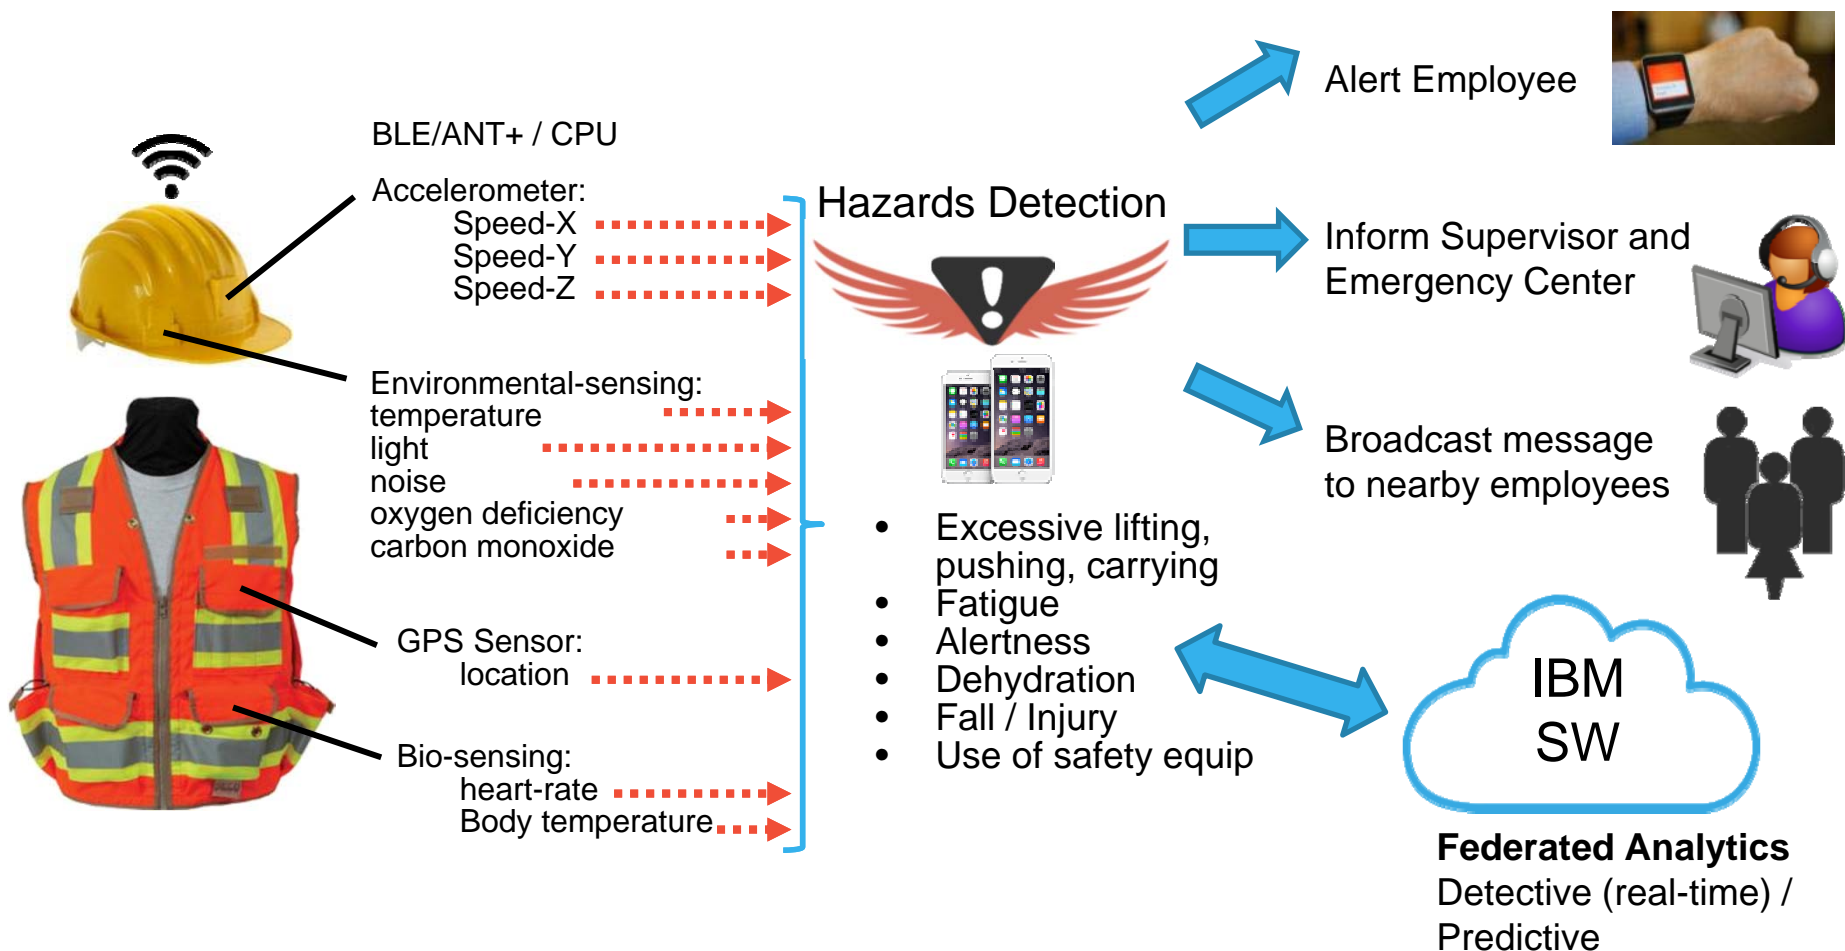 BLE/ANT+ / CPU
Accelerometer:
Speed-X
Speed-Y
Speed-Z
Environmental-sensing:
temperature
light
noise
oxygen deficiency
carbon monoxide
GPS Sensor:
location
Bio-sensing:
heart-rate
Body temperature
Hazards Detection
• Excessive lifting,
pushing, carrying
• Fatigue
• Alertness
• Dehydration
• Fall / Injury
• Use of safety equip
Alert Employee
Inform Supervisor and
Emergency Center
Broadcast message
to nearby employees
IBM
SW
Federated Analytics
Detective (real-time) /
Predictive